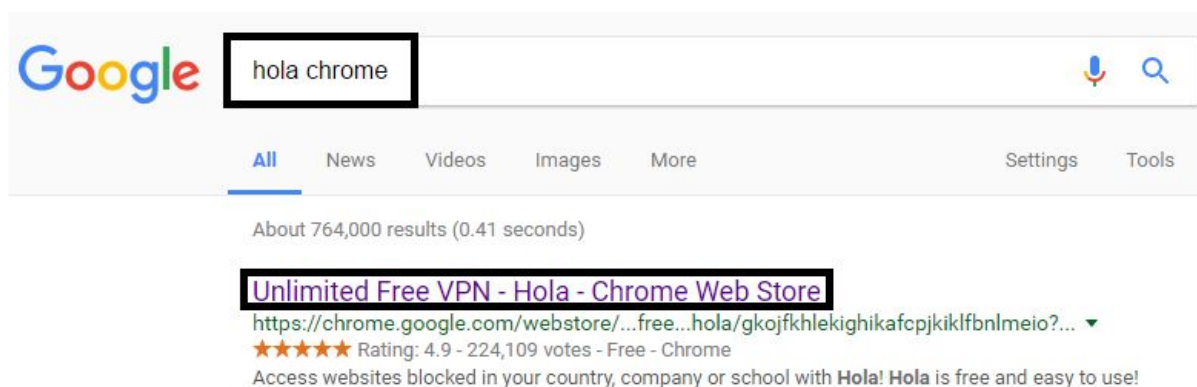 Google hola chrome
All News Videos Images More Settings Tools
About 764,000 results (0.41 seconds)
Unlimited Free VPN - Hola - Chrome Web Store
https://chrome.google.com/webstore/...free...hola/gkojfkhlekighikafcpjkiklfbnlmeio?...
Rating: 4.9 - 224,109 votes - Free - Chrome
Access websites blocked in your country, company or school with Hola! Hola is free and easy to use!